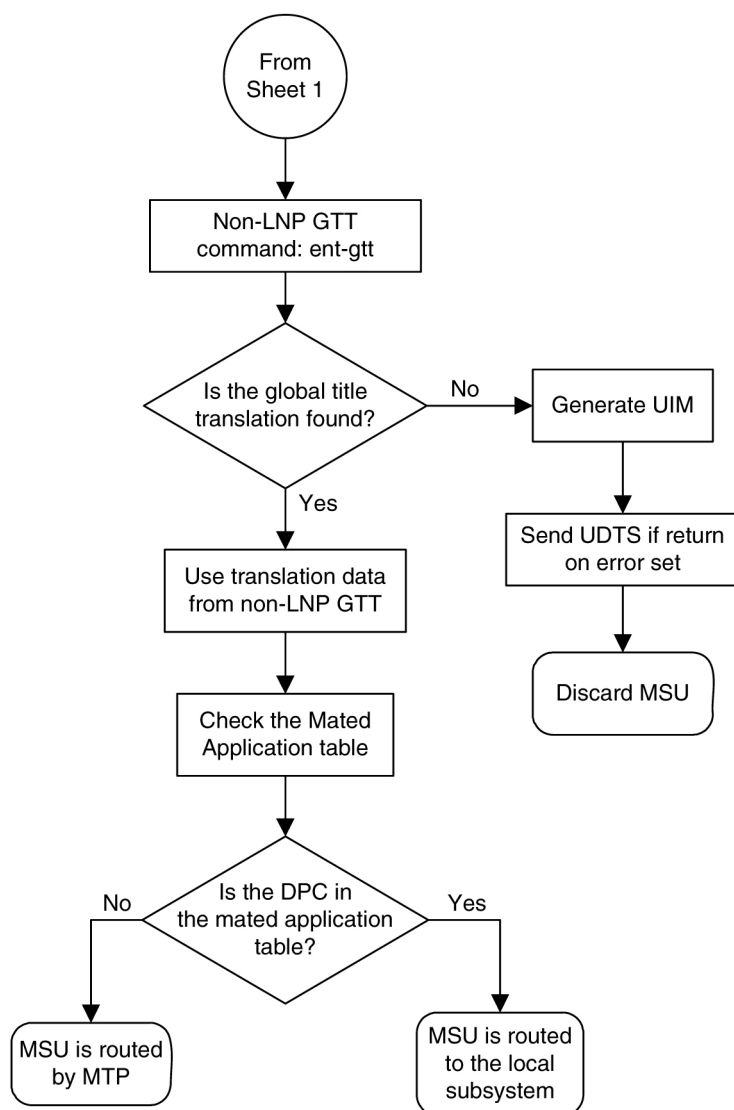 From
Sheet 1
Non-LNP GTT
command: ent-gtt
Is the global title
translation found?
No
Generate UIM
Yes
Send UDTS if return
on error set
Use translation data
from non-LNP GTT
Discard MSU
Check the Mated
Application table
Is the DPC in
the mated application
table?
No
Yes
MSU is routed
by MTP
MSU is routed
to the local
subsystem